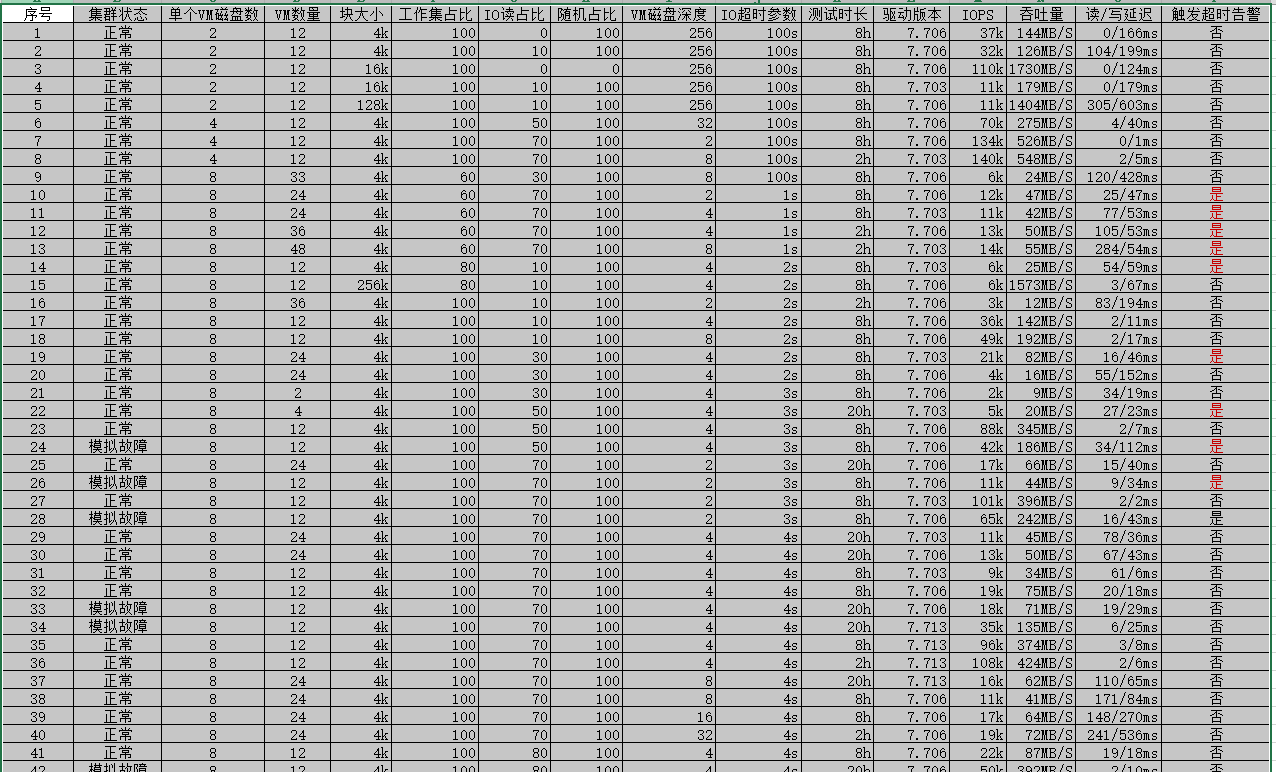 序号 集群状态 单个VM磁盘数 VM数量 块大小 工作集占比 IO读占比 随机占比 VM磁盘深度 IO超时参数 测试时长 驱动版本 IOPS 吞吐量 读/写延迟 触发超时告警
1 正常 2 12 4k 100 0 100 256 100s 8h 7.706 37k 144MB/S 0/166ms 否
2 正常 2 12 4k 100 10 100 256 100s 8h 7.706 32k 126MB/S 104/199ms 否
3 正常 2 12 16k 100 0 0 256 100s 8h 7.706 110k 1730MB/S 0/124ms 否
4 正常 2 12 16k 100 10 100 256 100s 8h 7.703 11k 179MB/S 0/179ms 否
5 正常 2 12 128k 100 10 100 256 100s 8h 7.706 11k 1404MB/S 305/603ms 否
6 正常 4 12 4k 100 50 100 32 100s 8h 7.706 70k 275MB/S 4/40ms 否
7 正常 4 12 4k 100 70 100 2 100s 8h 7.706 134k 526MB/S 0/1ms 否
8 正常 4 12 4k 100 70 100 8 100s 2h 7.703 140k 548MB/S 2/5ms 否
9 正常 8 33 4k 60 30 100 8 100s 8h 7.706 6k 24MB/S 120/428ms 否
10 正常 8 24 4k 60 70 100 2 1s 8h 7.706 12k 47MB/S 25/47ms 是
11 正常 8 24 4k 60 70 100 4 1s 8h 7.703 11k 42MB/S 77/53ms 是
12 正常 8 36 4k 60 70 100 4 1s 2h 7.706 13k 50MB/S 105/53ms 是
13 正常 8 48 4k 60 70 100 8 1s 2h 7.703 14k 55MB/S 284/54ms 是
14 正常 8 12 4k 80 10 100 4 2s 8h 7.703 6k 25MB/S 54/59ms 是
15 正常 8 12 256k 80 10 100 4 2s 8h 7.706 6k 1573MB/S 3/67ms 否
16 正常 8 36 4k 100 10 100 2 2s 2h 7.706 3k 12MB/S 83/194ms 否
17 正常 8 12 4k 100 10 100 4 2s 8h 7.706 36k 142MB/S 2/11ms 否
18 正常 8 12 4k 100 10 100 8 2s 8h 7.706 49k 192MB/S 2/17ms 否
19 正常 8 24 4k 100 30 100 4 2s 8h 7.703 21k 82MB/S 16/46ms 是
20 正常 8 24 4k 100 30 100 4 2s 8h 7.706 4k 16MB/S 55/152ms 否
21 正常 8 2 4k 100 30 100 4 3s 8h 7.706 2k 9MB/S 34/19ms 否
22 正常 8 4 4k 100 50 100 4 3s 20h 7.703 5k 20MB/S 27/23ms 是
23 正常 8 12 4k 100 50 100 4 3s 8h 7.706 88k 345MB/S 2/7ms 否
24 模拟故障 8 12 4k 100 50 100 4 3s 8h 7.706 42k 186MB/S 34/112ms 是
25 正常 8 24 4k 100 70 100 2 3s 20h 7.706 17k 66MB/S 15/40ms 否
26 模拟故障 8 12 4k 100 70 100 2 3s 8h 7.706 11k 44MB/S 9/34ms 是
27 正常 8 12 4k 100 70 100 2 3s 8h 7.703 101k 396MB/S 2/2ms 否
28 模拟故障 8 12 4k 100 70 100 2 3s 8h 7.706 65k 242MB/S 16/43ms 是
29 正常 8 24 4k 100 70 100 4 4s 20h 7.703 11k 45MB/S 78/36ms 否
30 正常 8 24 4k 100 70 100 4 4s 20h 7.706 13k 50MB/S 67/43ms 否
31 正常 8 12 4k 100 70 100 4 4s 8h 7.703 9k 34MB/S 61/6ms 否
32 正常 8 12 4k 100 70 100 4 4s 8h 7.706 19k 75MB/S 20/18ms 否
33 模拟故障 8 12 4k 100 70 100 4 4s 20h 7.706 18k 71MB/S 19/29ms 否
34 模拟故障 8 12 4k 100 70 100 4 4s 20h 7.713 35k 135MB/S 6/25ms 否
35 正常 8 12 4k 100 70 100 4 4s 8h 7.713 96k 374MB/S 3/8ms 否
36 正常 8 12 4k 100 70 100 4 4s 2h 7.713 108k 424MB/S 2/6ms 否
37 正常 8 24 4k 100 70 100 8 4s 20h 7.713 16k 62MB/S 110/65ms 否
38 正常 8 24 4k 100 70 100 8 4s 8h 7.706 11k 41MB/S 171/84ms 否
39 正常 8 24 4k 100 70 100 16 4s 8h 7.706 17k 64MB/S 148/270ms 否
40 正常 8 24 4k 100 70 100 32 4s 2h 7.706 19k 72MB/S 241/536ms 否
41 正常 8 12 4k 100 80 100 4 4s 8h 7.706 22k 87MB/S 19/18ms 否
42 模拟故障 8 12 4k 100 80 100 4 4s 20h 7.706 50k 392MB/S 2/10ms 否